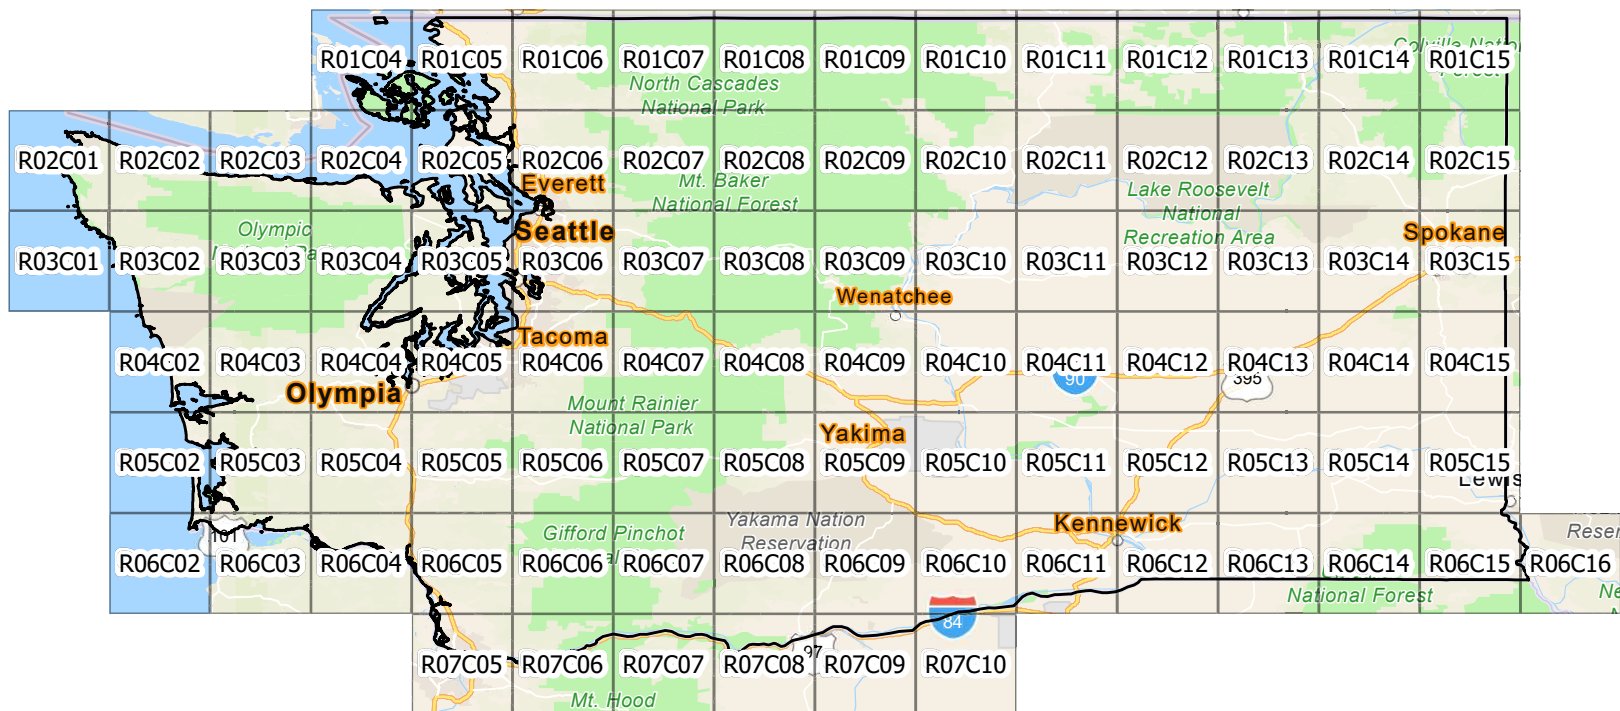 R01C04 R01C05 R01C06 R01C07 R01C08 R01C09 R01C10 R01C11 R01C12 R01C13 R01C14 R01C15
North Cascades
National Park
R02C01 R02C02 R02C03 R02C04 R02C05 R02C06 R02C07 R02C08 R02C09 R02C10 R02C11 R02C12 R02C13 R02C14 R02C15
Everett
Mt. Baker
National Forest
Lake Roosevelt
National
Recreation Area
Olympic
Seattle
Spokane
R03C01 R03C02 R03C03 R03C04 R03C05 R03C06 R03C07 R03C08 R03C09 R03C10 R03C11 R03C12 R03C13 R03C14 R03C15
Wenatchee
Tacoma
R04C02 R04C03 R04C04 R04C05 R04C06 R04C07 R04C08 R04C09 R04C10 R04C11 R04C12 R04C13 R04C14 R04C15
90
395
Olympia
Mount Rainier
National Park
Yakima
R05C02 R05C03 R05C04 R05C05 R05C06 R05C07 R05C08 R05C09 R05C10 R05C11 R05C12 R05C13 R05C14 R05C15
Lewis
Yakama Nation
Reservation
Kennewick
Gifford Pinchot
101
R06C02 R06C03 R06C04 R06C05 R06C06 R06C07 R06C08 R06C09 R06C10 R06C11 R06C12 R06C13 R06C14 R06C15 R06C16
National Forest
84
97
R07C05 R07C06 R07C07 R07C08 R07C09 R07C10
Mt. Hood